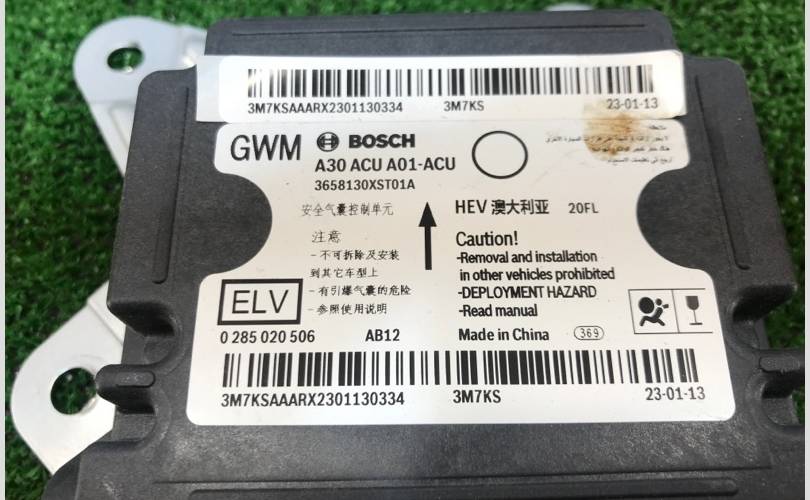 3M7KSAAARX2301130334 3M7KS 23-01-13
GWM BOSCH
A30 ACU A01-ACU
3658130XST01A
安全气囊控制单元 HEV 澳大利亚 20FL
注意
-不可拆除及安装
到其它车型上
-有引爆气囊的危险
-参照使用说明
Caution!
-Removal and installation
in other vehicles prohibited
-DEPLOYMENT HAZARD
-Read manual
ELV
0 285 020 506 AB12 Made in China 369
3M7KSAAARX2301130334 3M7KS 23-01-13